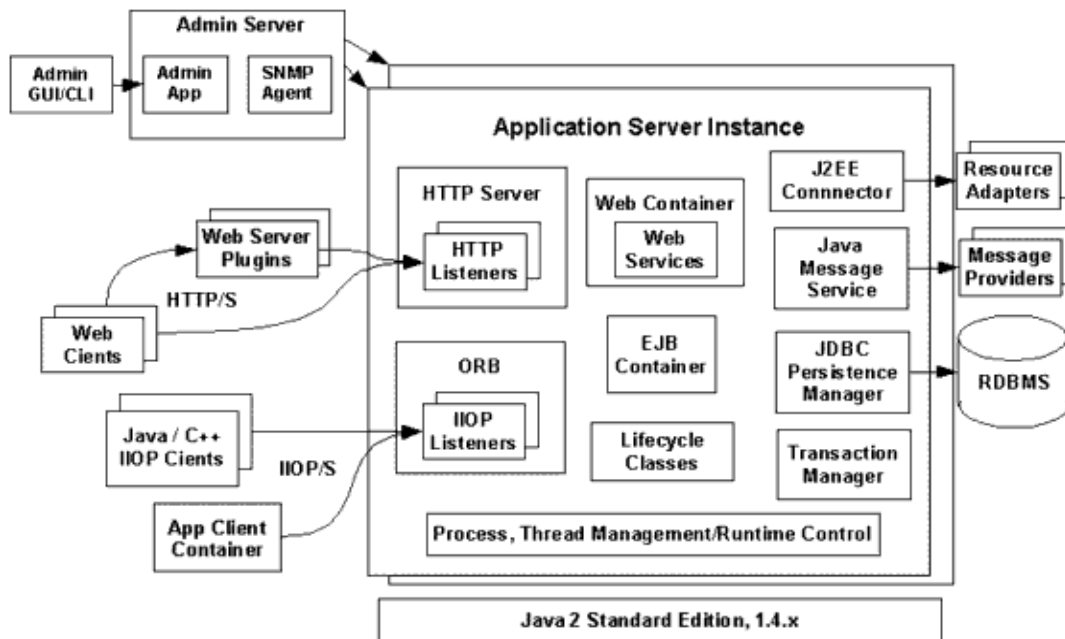 Admin Server
Admin
GUI/CLI
Admin
App
SNMP
Agent
Application Server Instance
HTTP Server
HTTP
Listeners
Web Container
Web
Services
J2EE
Connnector
Resource
Adapters
Web Server
Plugins
HTTP/S
Web
Cients
Java
Message
Service
Message
Providers
EJB
Container
JDBC
Persistence
Manager
RDBMS
ORB
IIOP
Listeners
Java / C++
IIOP Cients
IIOP/S
Lifecycle
Classes
Transaction
Manager
App Client
Container
Process, Thread Management/Runtime Control
Java 2 Standard Edition, 1.4.x